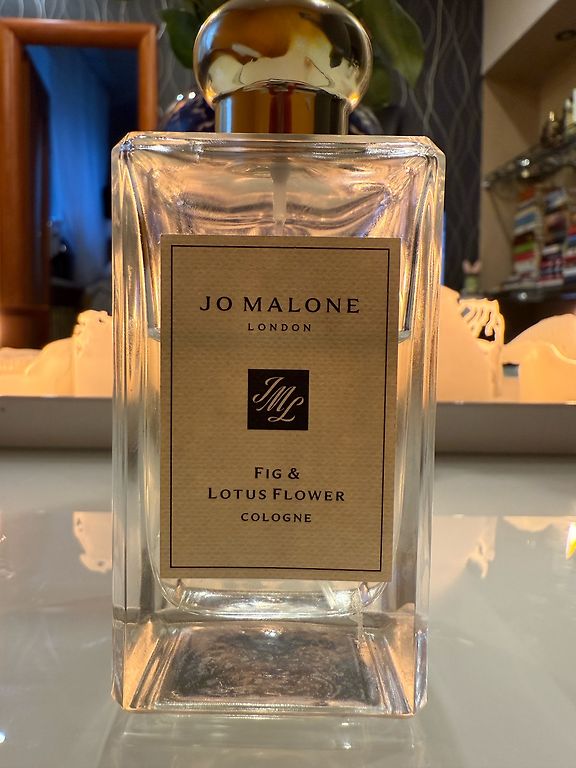 JO MALONE
LONDON
JML
FIG &
LOTUS FLOWER
COLOGNE